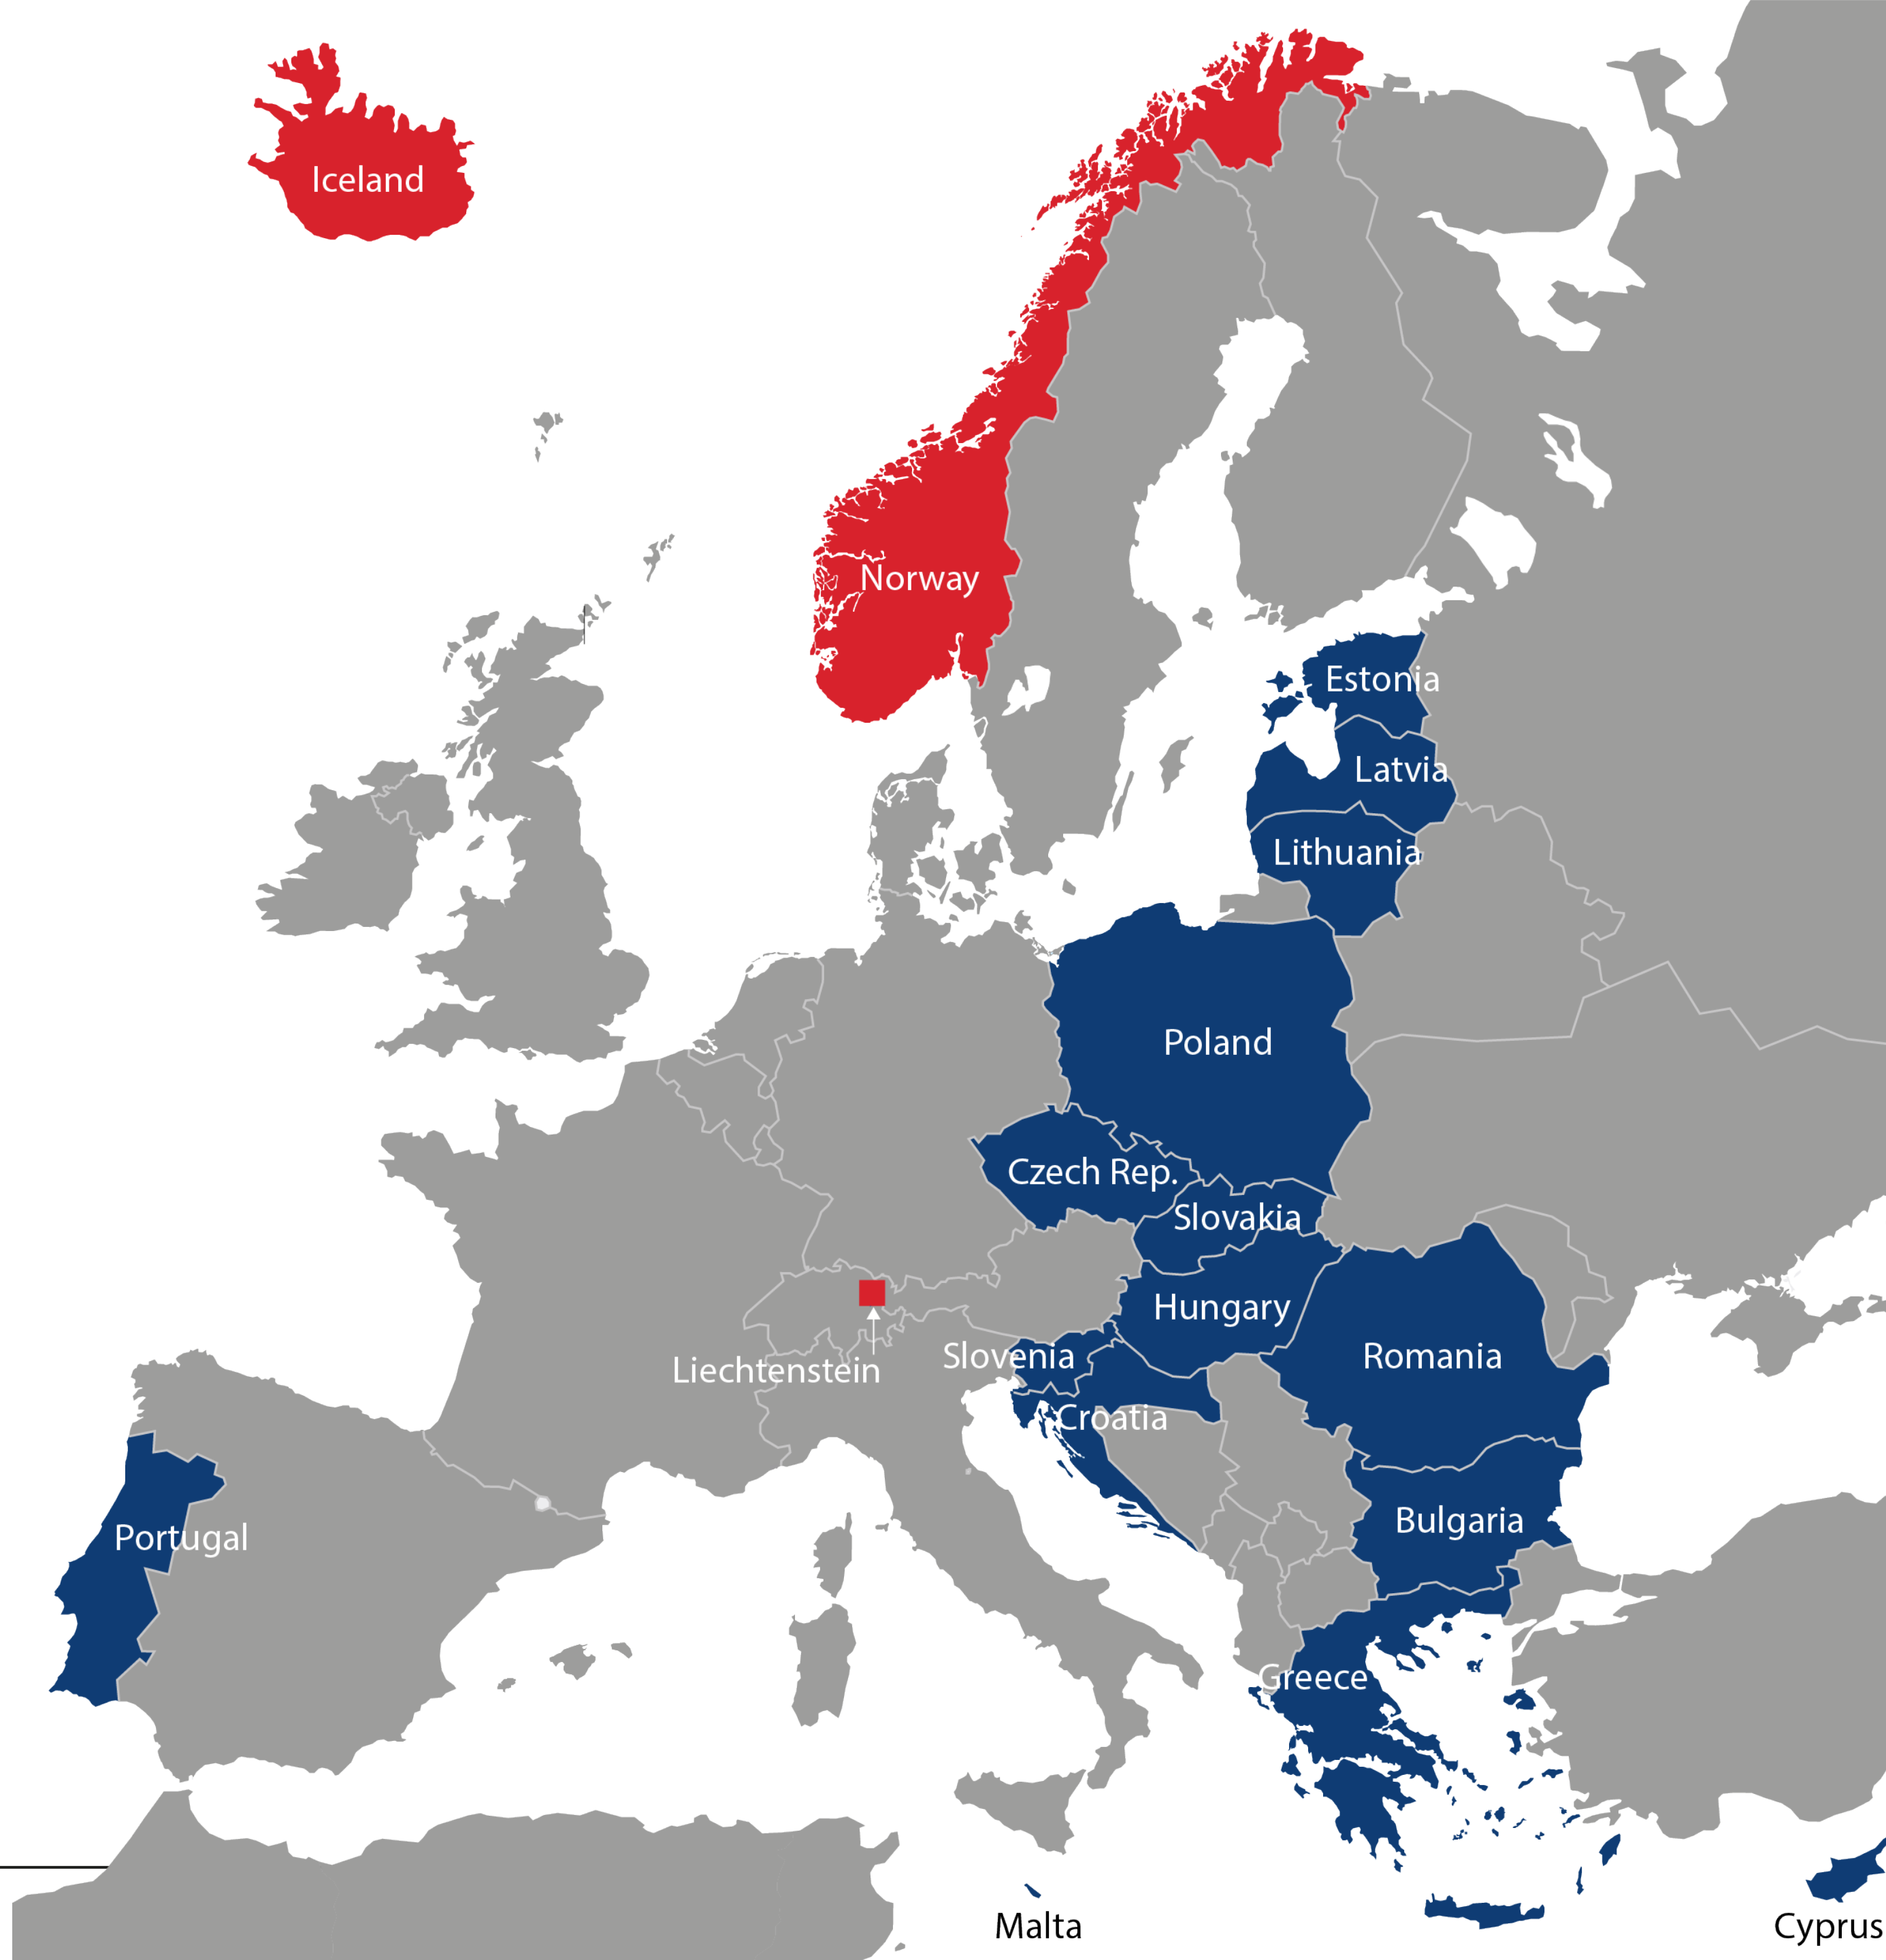 Iceland
Norway
Estonia
Latvia
Lithuania
Poland
Czech Rep.
Slovakia
Hungary
Slovenia
Romania
Liechtenstein
Croatia
Bulgaria
Portugal
Greece
Malta
Cyprus